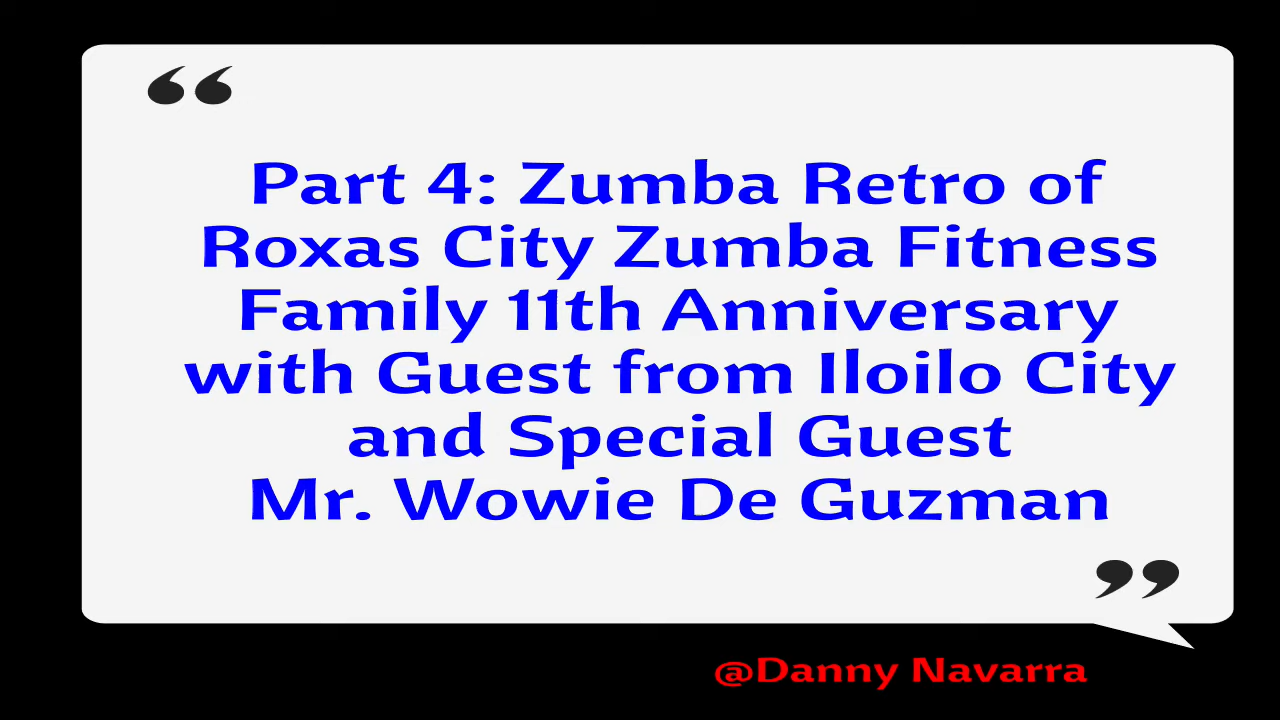 “
Part 4: Zumba Retro of
Roxas City Zumba Fitness
Family 11th Anniversary
with Guest from Iloilo City
and Special Guest
Mr. Wowie De Guzman
”
@Danny Navarra